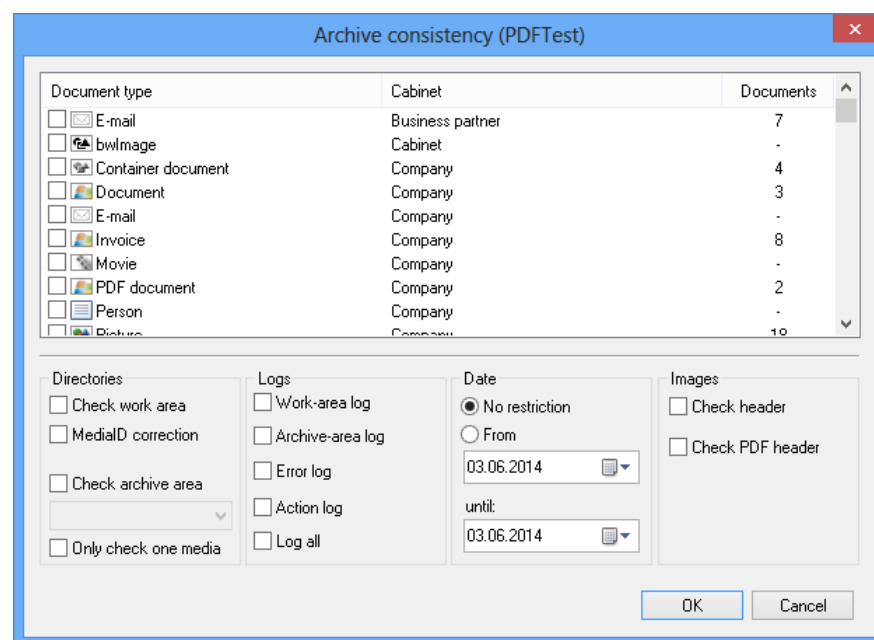 Archive consistency (PDFTest)
Document type Cabinet Documents
E-mail Business partner 7
bwImage Cabinet -
Container document Company 4
Document Company 3
E-mail Company -
Invoice Company 8
Movie Company -
PDF document Company 2
Person Company -
Picture Company 18
Directories
Check work area
MediaID correction
Check archive area
Only check one media
Logs
Work-area log
Archive-area log
Error log
Action log
Log all
Date
No restriction
From
03.06.2014
until:
03.06.2014
Images
Check header
Check PDF header
OK Cancel